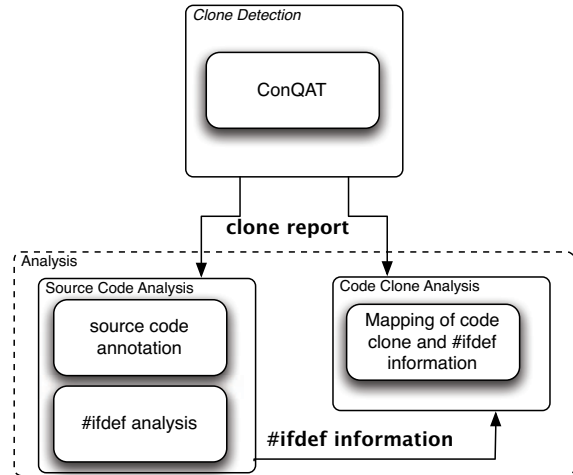 Clone Detection
ConQAT
clone report
Analysis
Source Code Analysis
source code
annotation
#ifdef analysis
Code Clone Analysis
Mapping of code
clone and #ifdef
information
#ifdef information